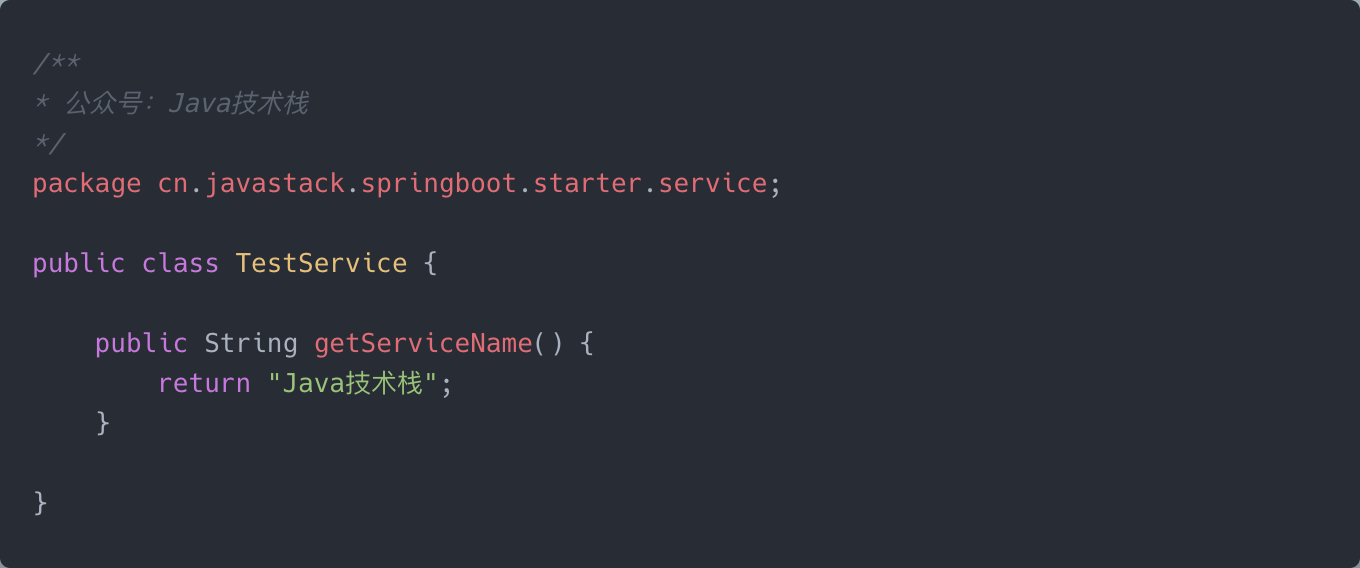 /**
* 公众号：Java技术栈
*/
package cn.javastack.springboot.starter.service;
public class TestService {
    public String getServiceName() {
        return "Java技术栈";
    }
}